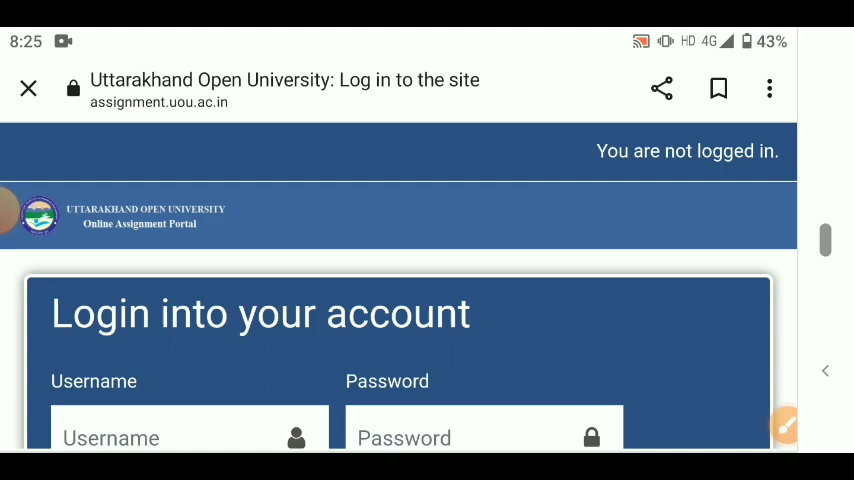 8:25 HD 4G 43%
Uttarakhand Open University: Log in to the site
assignment.uou.ac.in
You are not logged in.
UTTARAKHAND OPEN UNIVERSITY
Online Assignment Portal
Login into your account
Username Password
Username Password